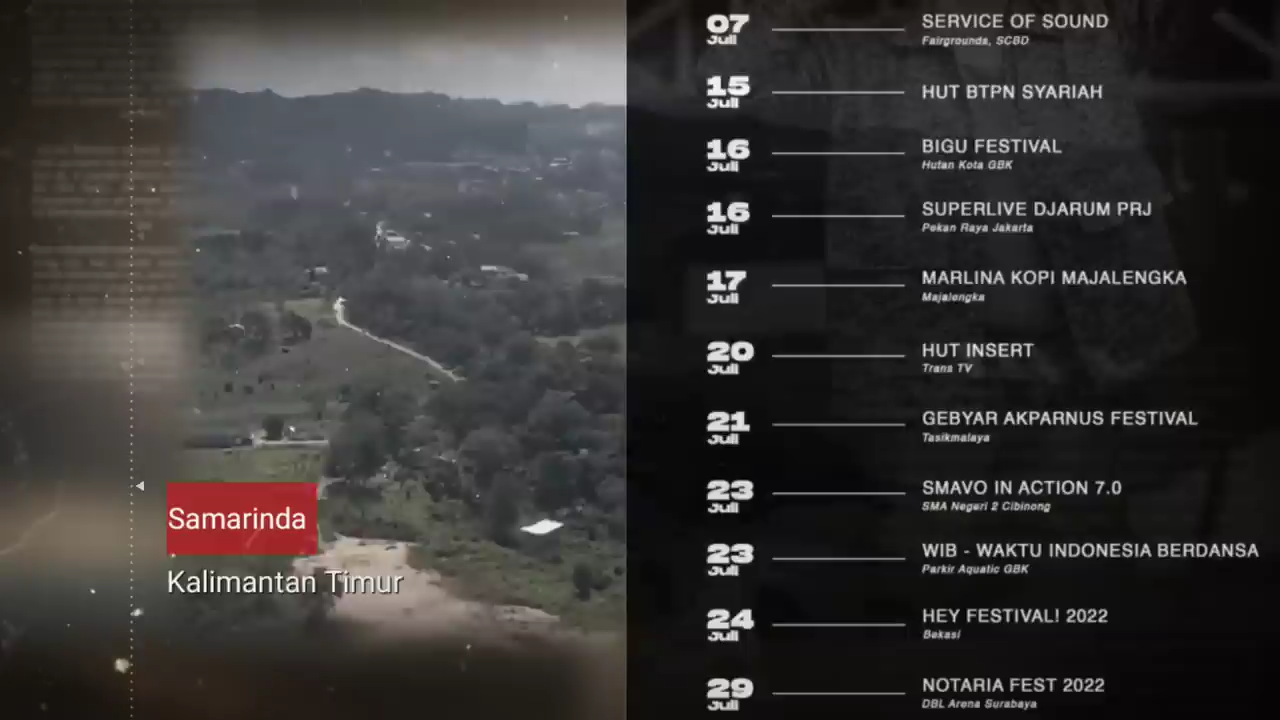 Samarinda
Kalimantan Timur
07
Juli
SERVICE OF SOUND
Fairgrounds, SCBD
15
Juli
HUT BTPN SYARIAH
16
Juli
BIGU FESTIVAL
Hutan Kota GBK
16
Juli
SUPERLIVE DJARUM PRJ
Pekan Raya Jakarta
17
Juli
MARLINA KOPI MAJALENGKA
Majalengka
20
Juli
HUT INSERT
Trans TV
21
Juli
GEBYAR AKPARNUS FESTIVAL
Tasikmalaya
23
Juli
SMAVO IN ACTION 7.0
SMA Negeri 2 Cibinong
23
Juli
WIB - WAKTU INDONESIA BERDANSA
Parkir Aquatic GBK
24
Juli
HEY FESTIVAL! 2022
Bekasi
29
Juli
NOTARIA FEST 2022
DBL Arena Surabaya